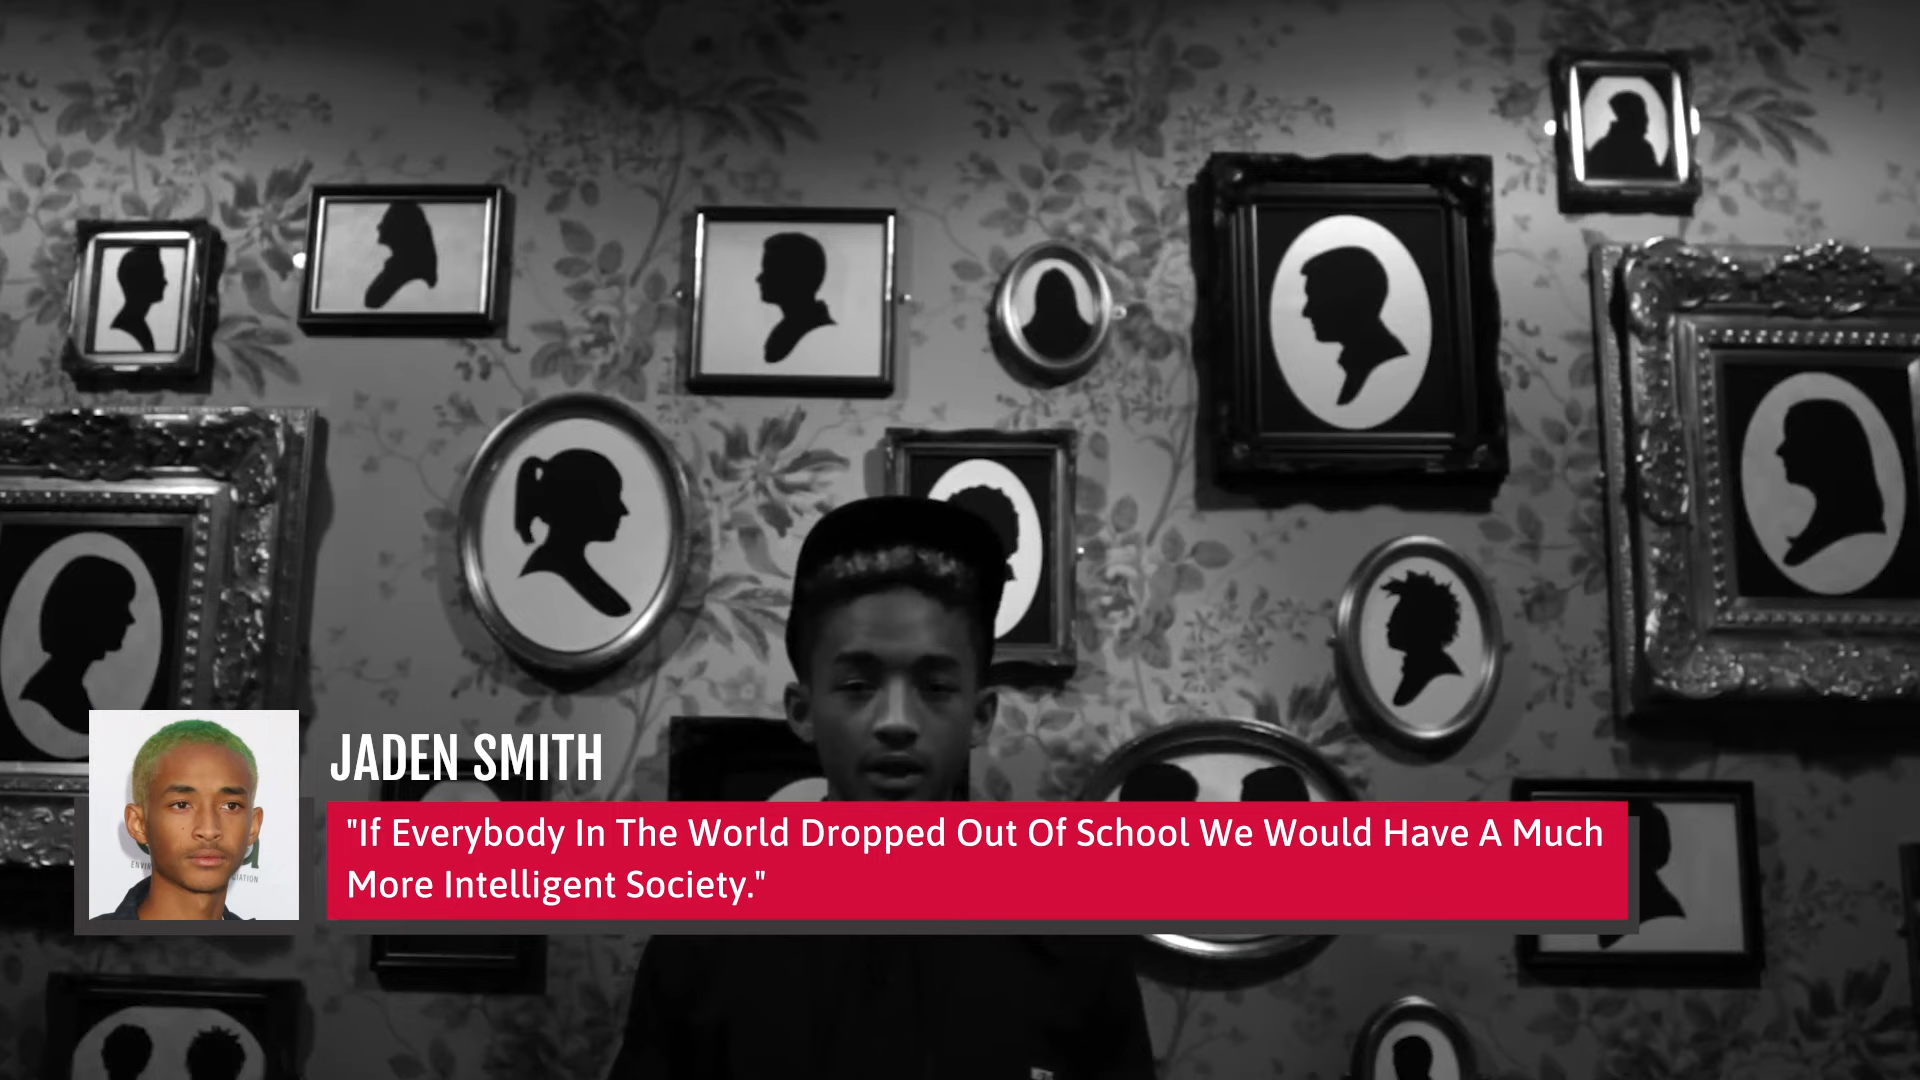 JADEN SMITH
"If Everybody In The World Dropped Out Of School We Would Have A Much
More Intelligent Society."